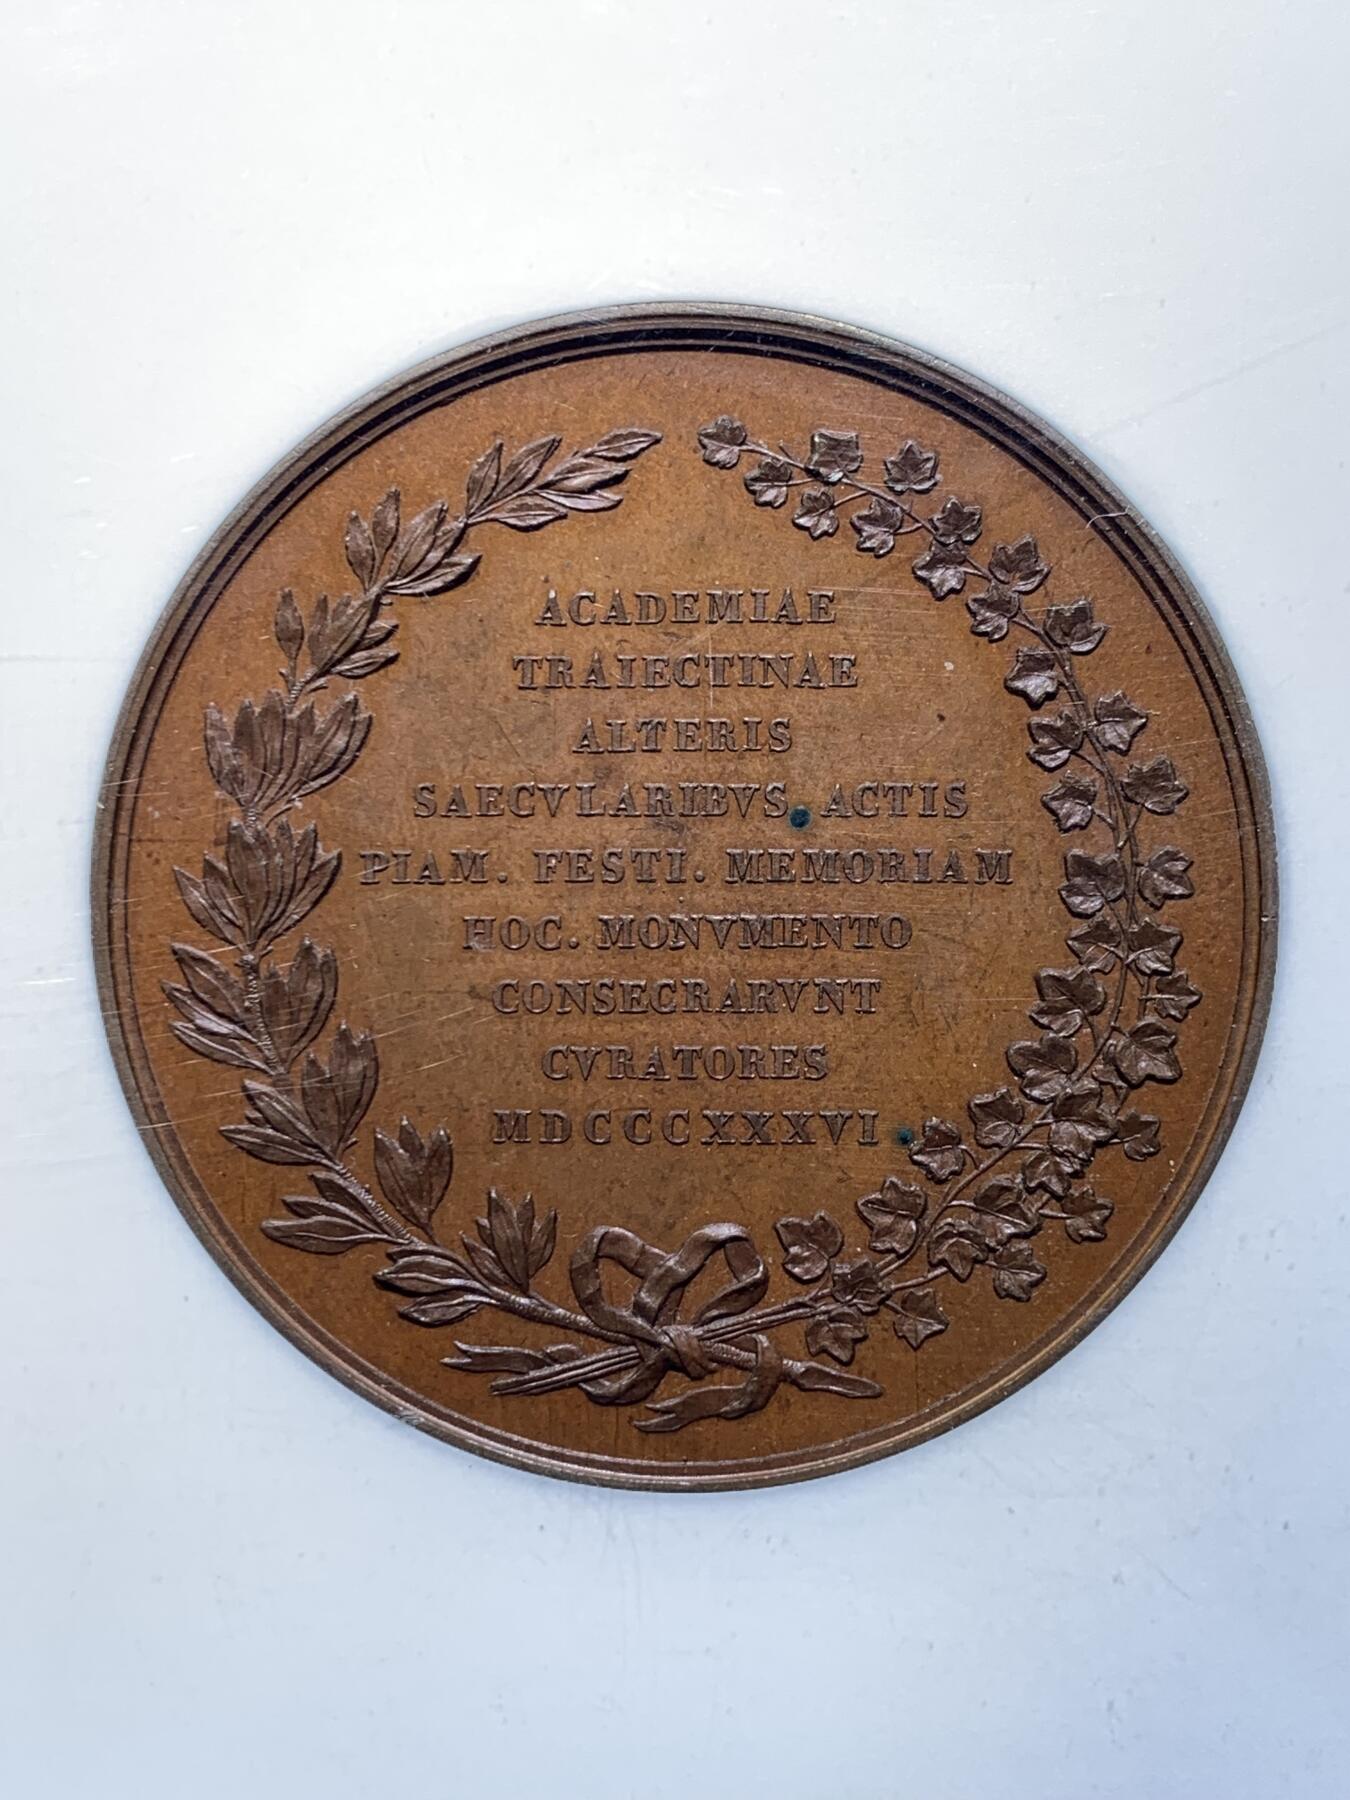 ACADEMIAE
TRAIECTINAE
ALTERIS
SAECVLARIBVS ACTIS
PIAM. FESTI. MEMORIAM
HOC. MONVMENTO
CONSECRARVNT
CVRATORES
MDCCCXXXVI